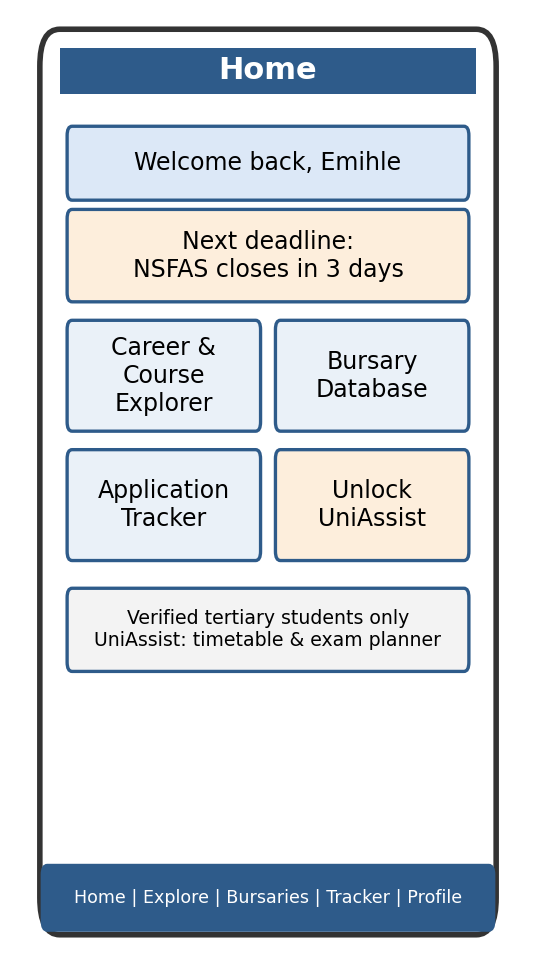 Home
Welcome back, Emihle
Next deadline:
NSFAS closes in 3 days
Career &
Course
Explorer
Bursary
Database
Application
Tracker
Unlock
UniAssist
Verified tertiary students only
UniAssist: timetable & exam planner
Home | Explore | Bursaries | Tracker | Profile